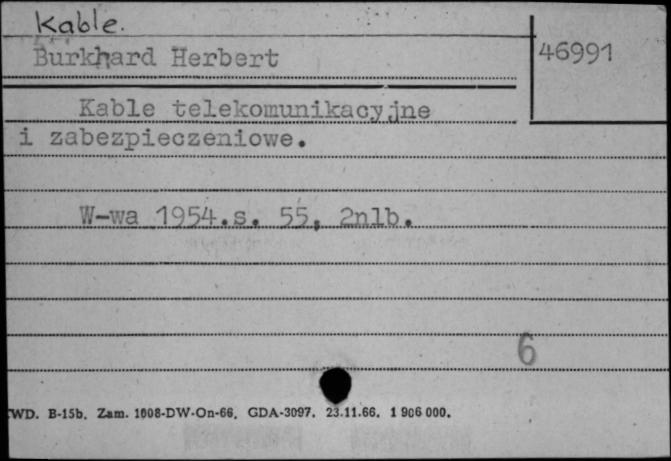 Kable.
Burkhard Herbert
46991
Kable telekomunikacyjne
i zabezpieczeniowe.
W-wa 1954.s. 55, 2nlb.
6
WD. B-15b. Zam. 1608-DW-On-66. GDA-3097. 23.11.66. 1 906 000.